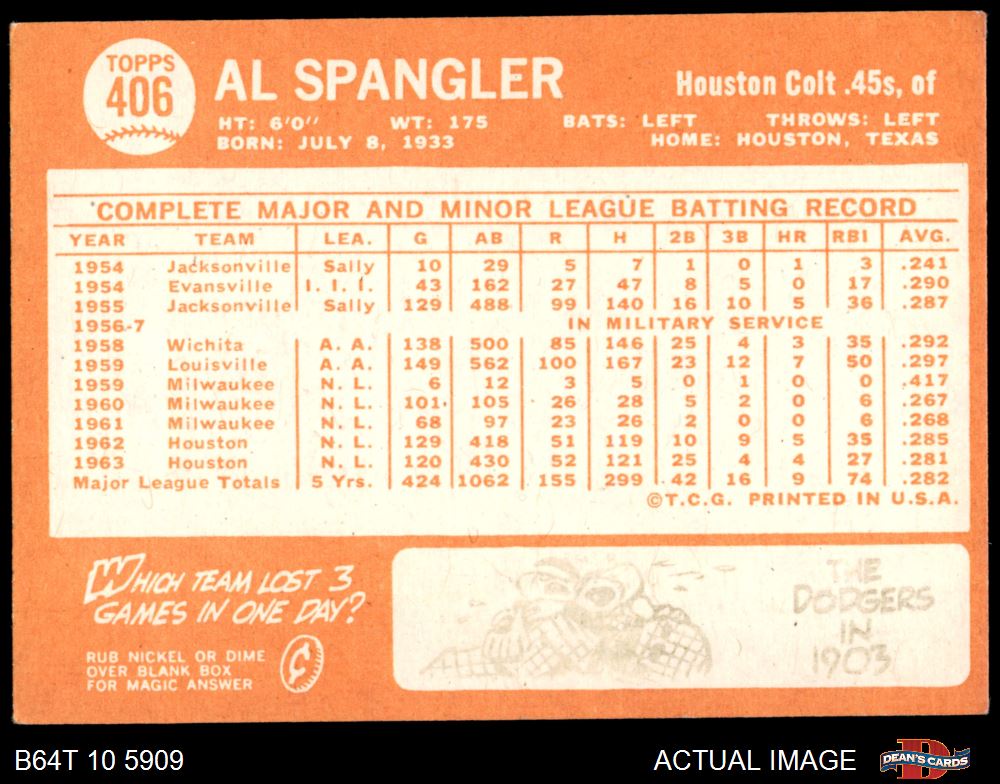 TOPPS
406
AL SPANGLER
Houston Colt .45s, of
HT: 6'0" WT: 175 BATS: LEFT THROWS: LEFT
BORN: JULY 8, 1933 HOME: HOUSTON, TEXAS
COMPLETE MAJOR AND MINOR LEAGUE BATTING RECORD
YEAR TEAM LEA. G AB R H 2B 3B HR RBI AVG.
1954 Jacksonville Sally 10 29 5 7 1 0 1 3 .241
1954 Evansville I. I. I. 43 162 27 47 8 5 0 17 .290
1955 Jacksonville Sally 129 488 99 140 16 10 5 36 .287
1956-7 IN MILITARY SERVICE
1958 Wichita A. A. 138 500 85 146 25 4 3 35 .292
1959 Louisville A. A. 149 562 100 167 23 12 7 50 .297
1959 Milwaukee N. L. 6 12 3 5 0 1 0 0 .417
1960 Milwaukee N. L. 101 105 26 28 5 2 0 6 .267
1961 Milwaukee N. L. 68 97 23 26 2 0 0 6 .268
1962 Houston N. L. 129 418 51 119 10 9 5 35 .285
1963 Houston N. L. 120 430 52 121 25 4 4 27 .281
Major League Totals 5 Yrs. 424 1062 155 299 42 16 9 74 .282
©T.C.G. PRINTED IN U.S.A.
WHICH TEAM LOST 3
GAMES IN ONE DAY?
RUB NICKEL OR DIME
OVER BLANK BOX
FOR MAGIC ANSWER
THE
DODGERS
IN
1903
B64T 10 5909 ACTUAL IMAGE
DEAN'S CARDS